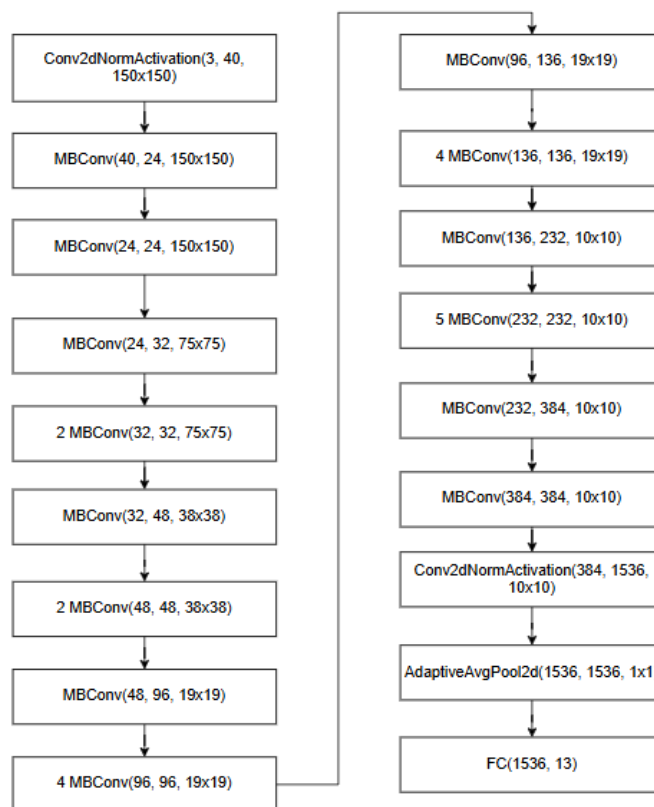 Conv2dNormActivation(3, 40,
150x150)
MBConv(40, 24, 150x150)
MBConv(24, 24, 150x150)
MBConv(24, 32, 75x75)
2 MBConv(32, 32, 75x75)
MBConv(32, 48, 38x38)
2 MBConv(48, 48, 38x38)
MBConv(48, 96, 19x19)
4 MBConv(96, 96, 19x19)
MBConv(96, 136, 19x19)
4 MBConv(136, 136, 19x19)
MBConv(136, 232, 10x10)
5 MBConv(232, 232, 10x10)
MBConv(232, 384, 10x10)
MBConv(384, 384, 10x10)
Conv2dNormActivation(384, 1536,
10x10)
AdaptiveAvgPool2d(1536, 1536, 1x1
FC(1536, 13)